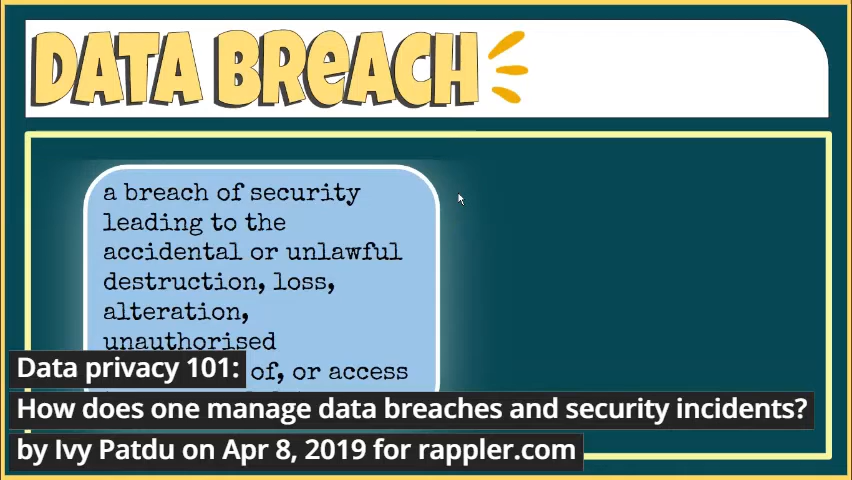 DATA BREACH
a breach of security
leading to the
accidental or unlawful
destruction, loss,
alteration,
unauthorised
of, or access
Data privacy 101:
How does one manage data breaches and security incidents?
by Ivy Patdu on Apr 8, 2019 for rappler.com